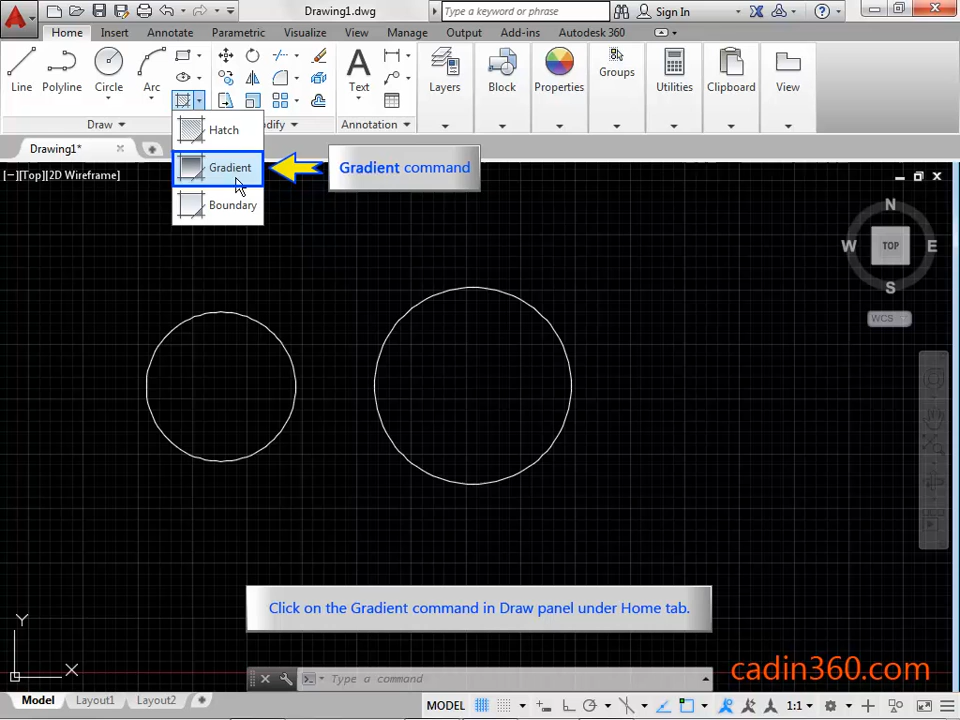 Drawing1.dwg
Type a keyword or phrase
Sign In
Home
Insert
Annotate
Parametric
Visualize
View
Manage
Output
Add-ins
Autodesk 360
Line
Polyline
Circle
Arc
Text
Layers
Block
Properties
Groups
Utilities
Clipboard
View
Draw
Modify
Annotation
Drawing1*
Hatch
Gradient
Boundary
Gradient command
[−][Top][2D Wireframe]
N
W
TOP
E
S
WCS
Click on the Gradient command in Draw panel under Home tab.
Y
X
Type a command
cadin360.com
Model
Layout1
Layout2
MODEL
1:1